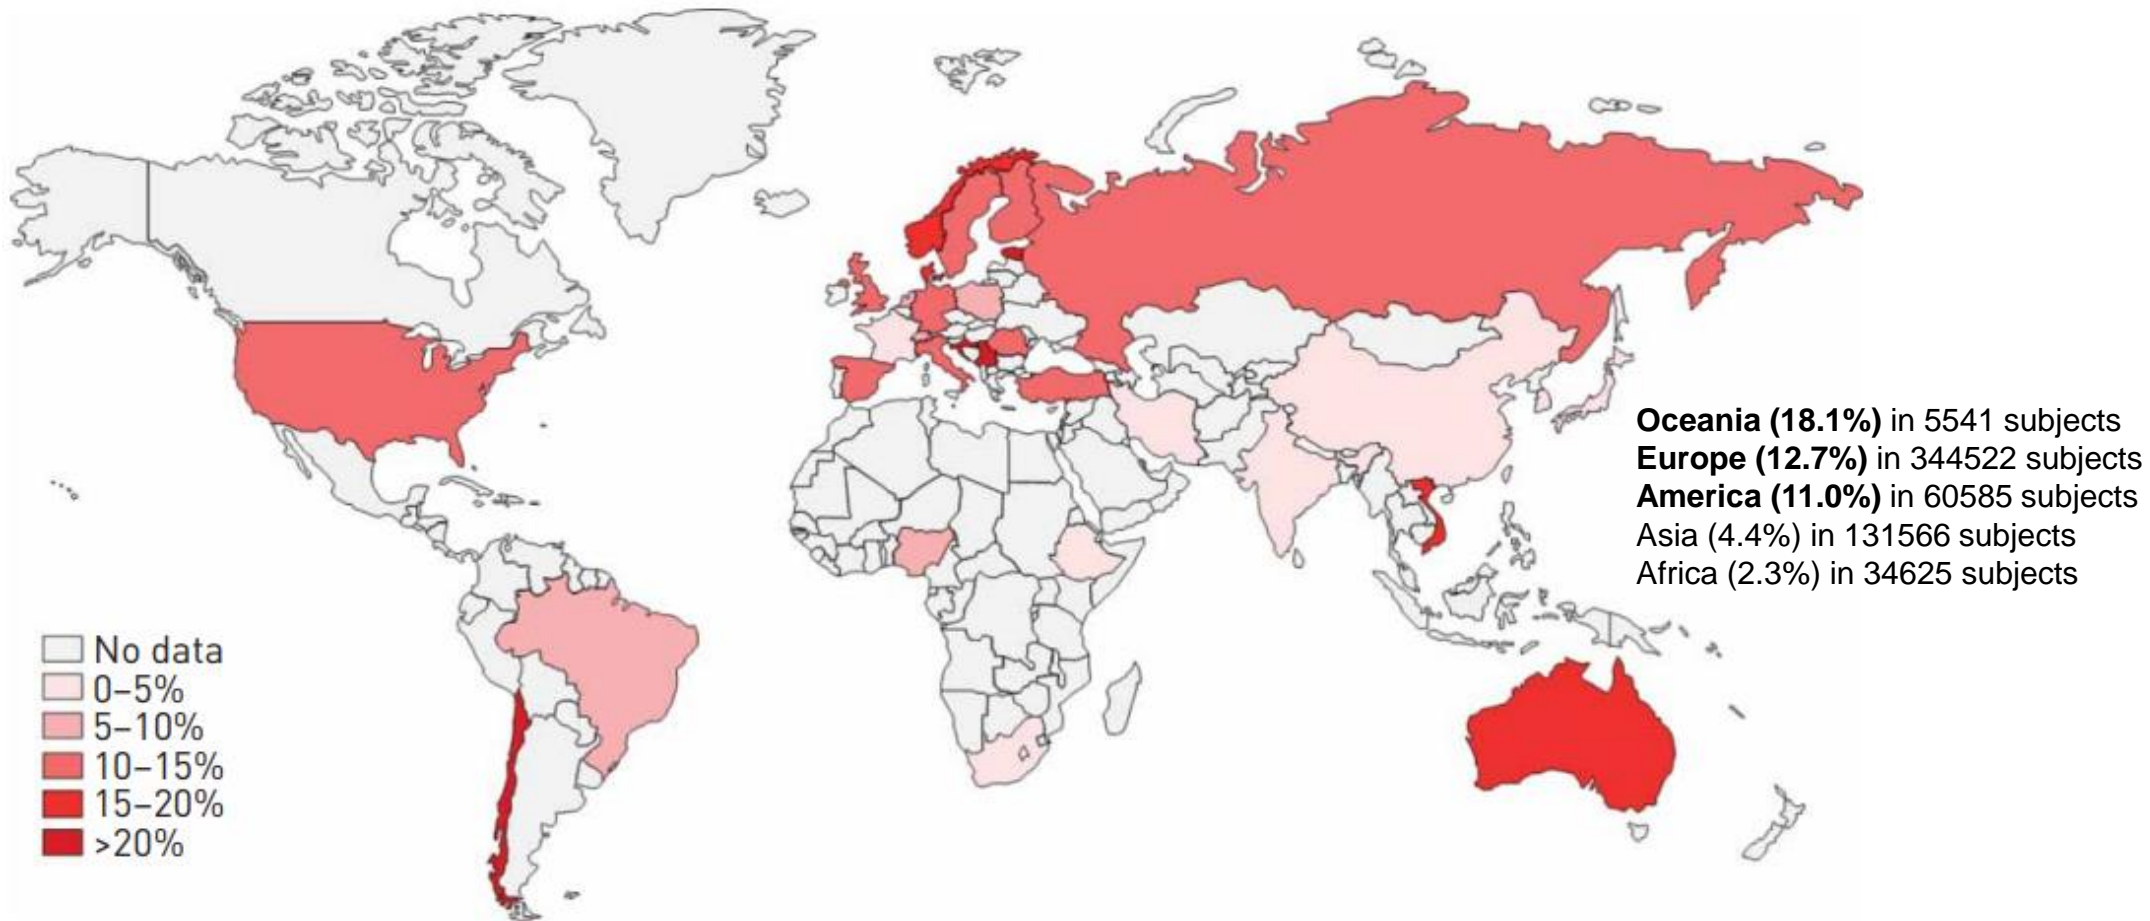 Oceania (18.1%) in 5541 subjects
Europe (12.7%) in 344522 subjects
America (11.0%) in 60585 subjects
Asia (4.4%) in 131566 subjects
Africa (2.3%) in 34625 subjects
No data
0–5%
5–10%
10–15%
15–20%
>20%